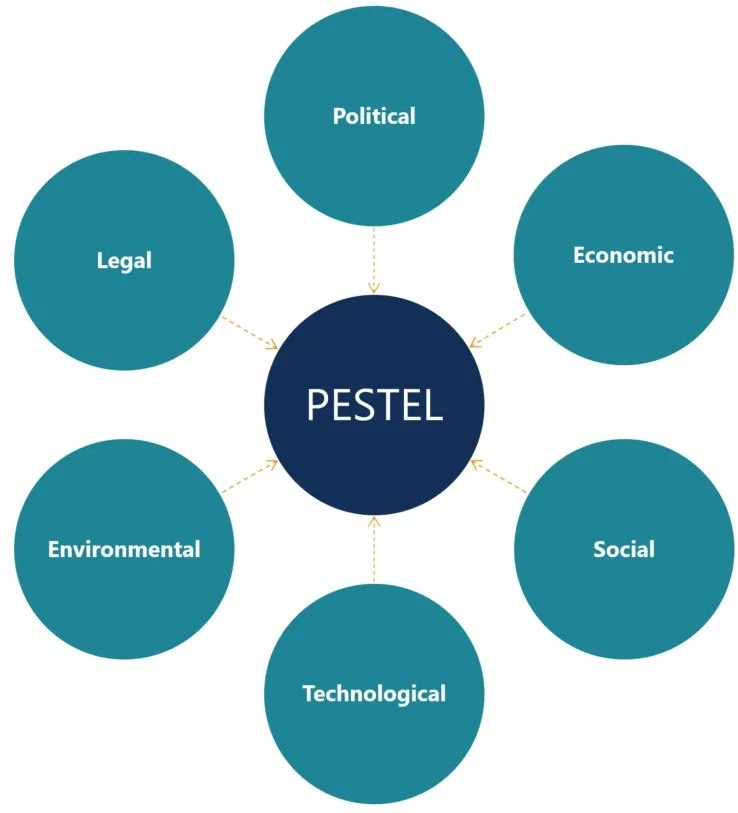 Political
Economic
Social
Technological
Environmental
Legal
PESTEL